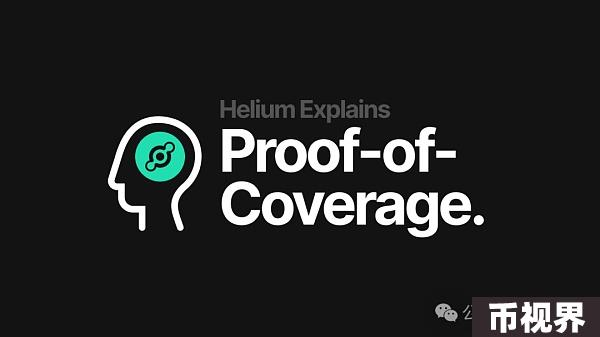 Helium Explains
Proof-of-
Coverage.
币视界